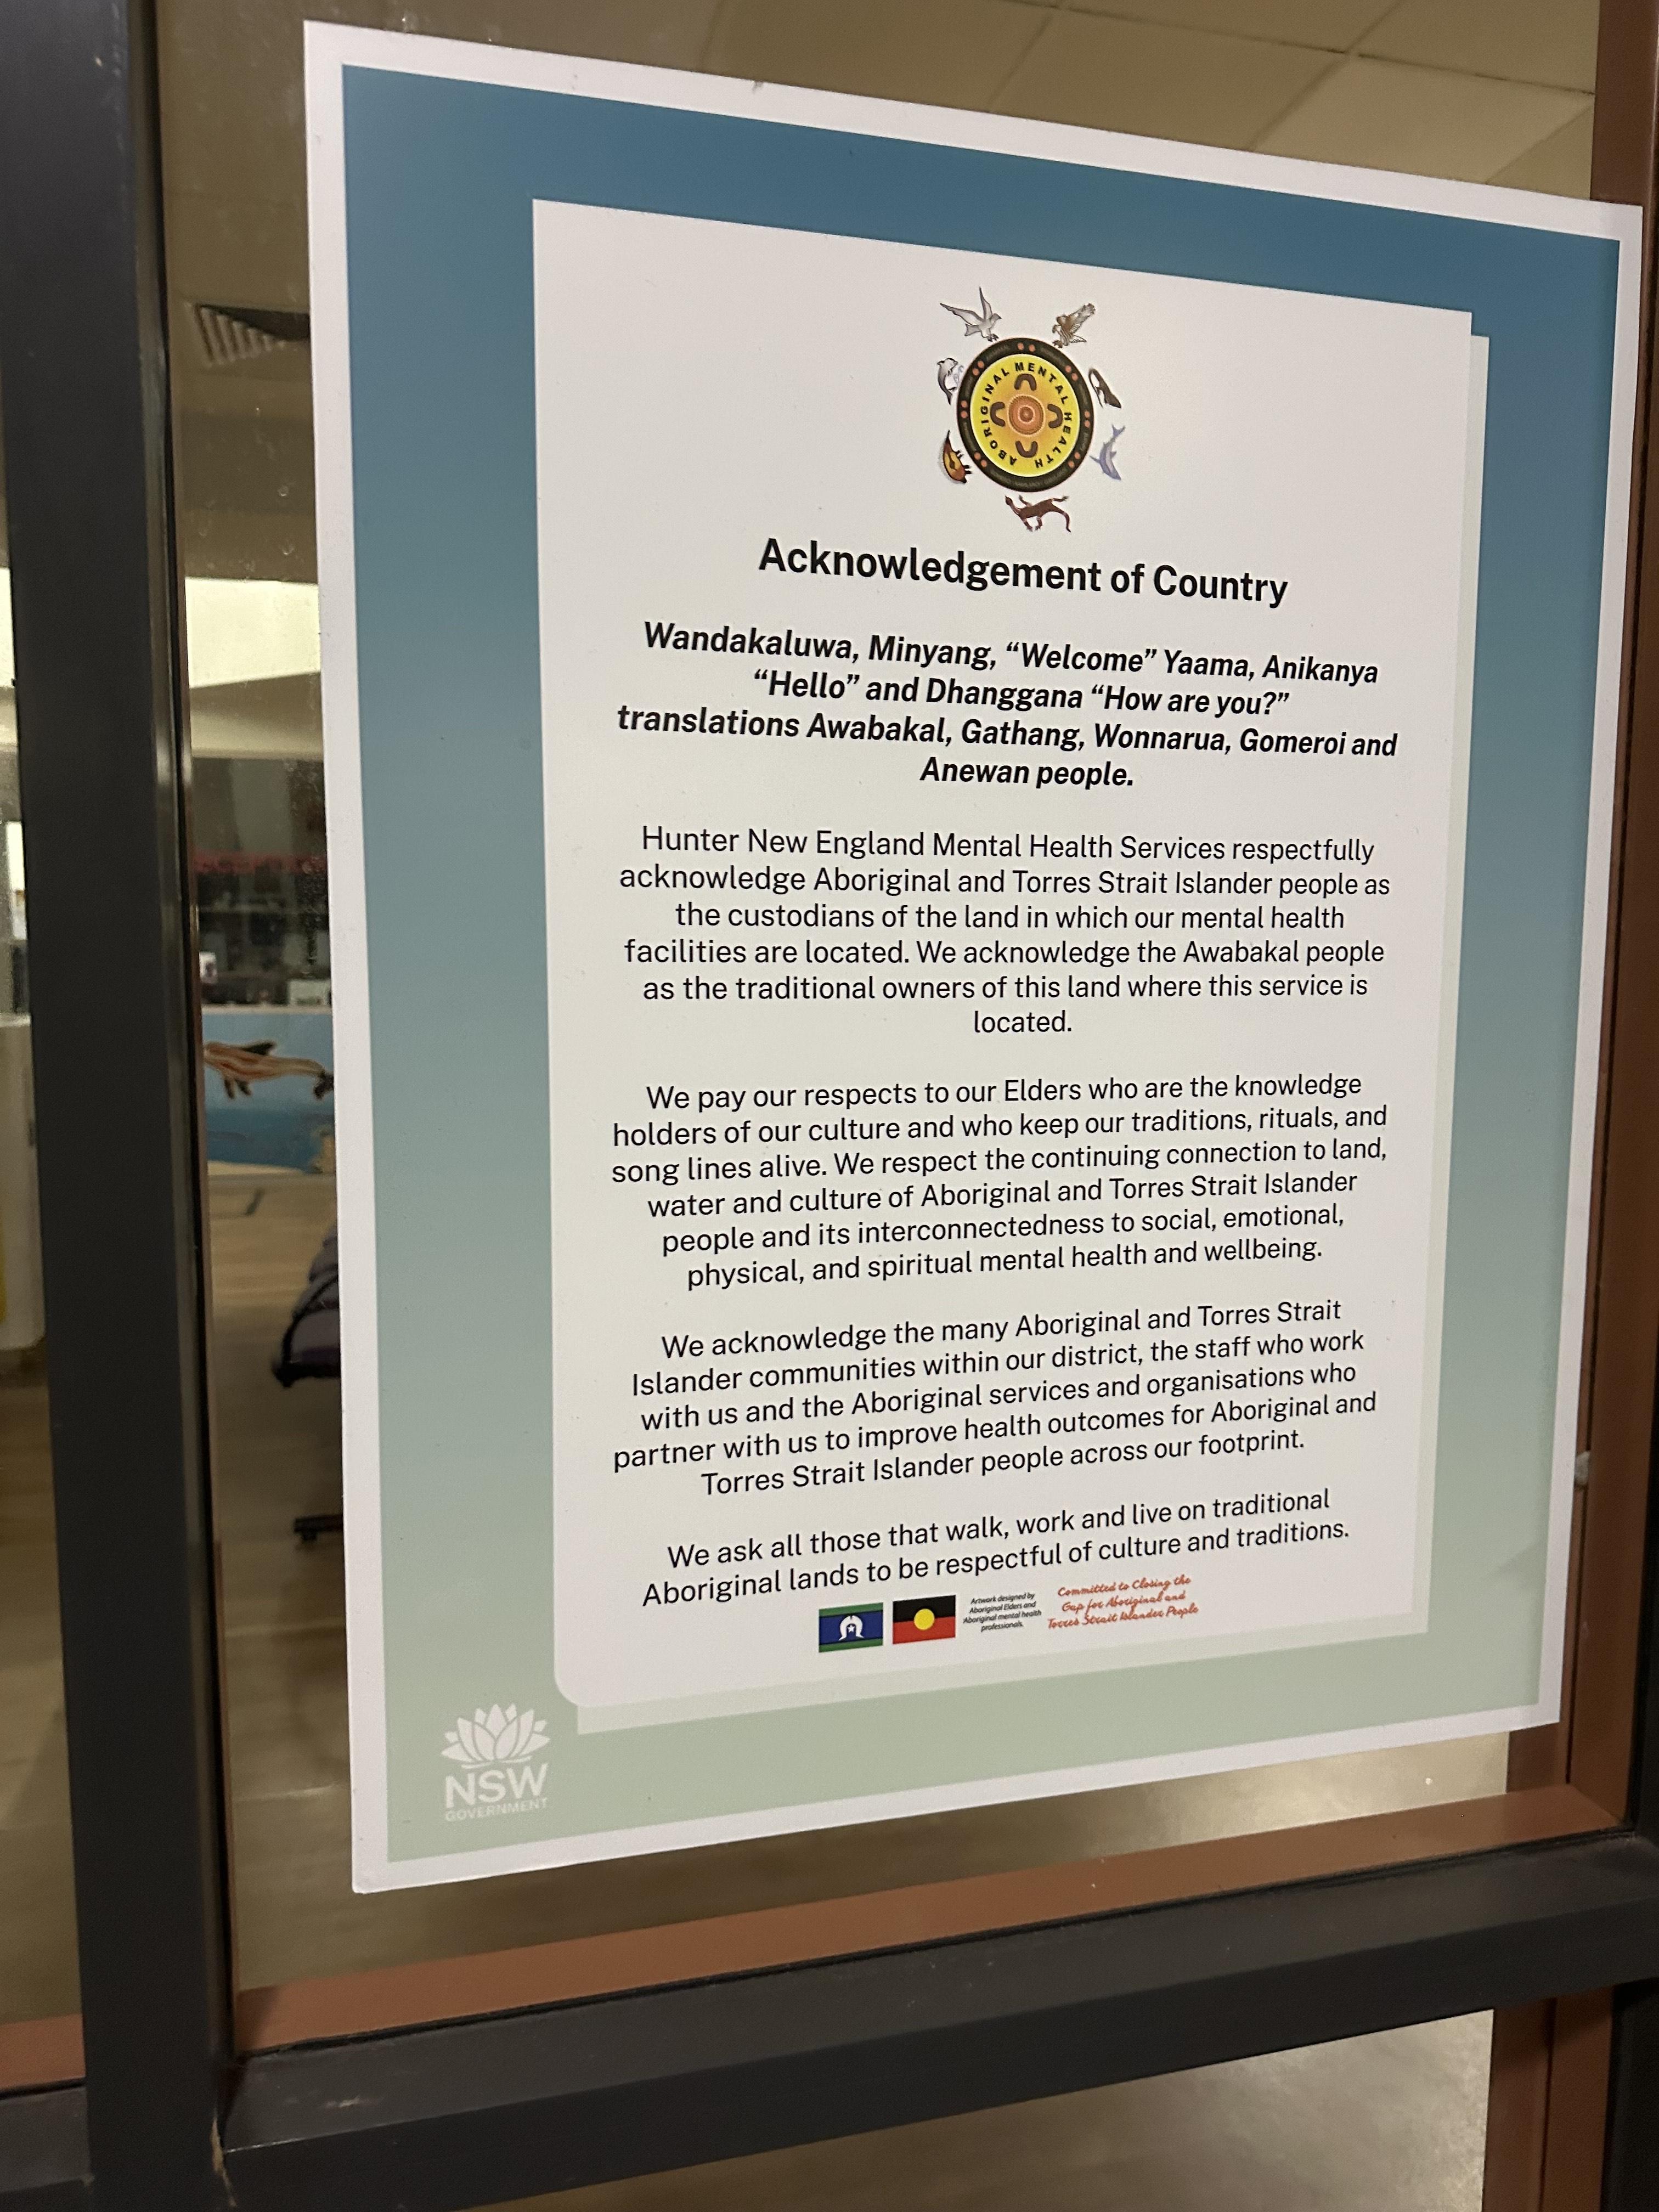 ABORIGINAL MENTAL HEALTH
Acknowledgement of Country
Wandakaluwa, Minyang, “Welcome” Yaama, Anikanya
“Hello” and Dhanggana “How are you?”
translations Awabakal, Gathang, Wonnarua, Gomeroi and
Anewan people.
Hunter New England Mental Health Services respectfully
acknowledge Aboriginal and Torres Strait Islander people as
the custodians of the land in which our mental health
facilities are located. We acknowledge the Awabakal people
as the traditional owners of this land where this service is
located.
We pay our respects to our Elders who are the knowledge
holders of our culture and who keep our traditions, rituals, and
song lines alive. We respect the continuing connection to land,
water and culture of Aboriginal and Torres Strait Islander
people and its interconnectedness to social, emotional,
physical, and spiritual mental health and wellbeing.
We acknowledge the many Aboriginal and Torres Strait
Islander communities within our district, the staff who work
with us and the Aboriginal services and organisations who
partner with us to improve health outcomes for Aboriginal and
Torres Strait Islander people across our footprint.
We ask all those that walk, work and live on traditional
Aboriginal lands to be respectful of culture and traditions.
Artwork designed by
Aboriginal Elders and
Aboriginal mental health
professionals.
Committed to Closing the
Gap for Aboriginal and
Torres Strait Islander People
NSW
GOVERNMENT